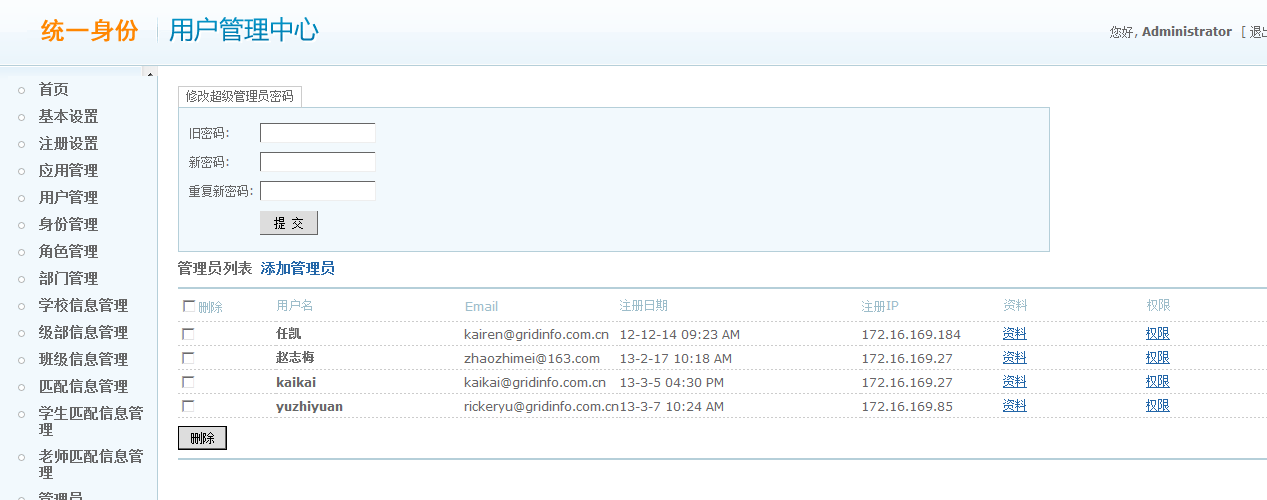 统一身份 用户管理中心
您好, Administrator [ 退出
首页
基本设置
注册设置
应用管理
用户管理
身份管理
角色管理
部门管理
学校信息管理
级部信息管理
班级信息管理
匹配信息管理
学生匹配信息管
理
老师匹配信息管
理
管理员
修改超级管理员密码
旧密码:
新密码:
重复新密码:
提 交
管理员列表 添加管理员
删除 用户名 Email 注册日期 注册IP 资料 权限
任凯 kairen@gridinfo.com.cn 12-12-14 09:23 AM 172.16.169.184 资料 权限
赵志梅 zhaozhimei@163.com 13-2-17 10:18 AM 172.16.169.27 资料 权限
kaikai kaikai@gridinfo.com.cn 13-3-5 04:30 PM 172.16.169.27 资料 权限
yuzhiyuan rickeryu@gridinfo.com.cn 13-3-7 10:24 AM 172.16.169.85 资料 权限
删除